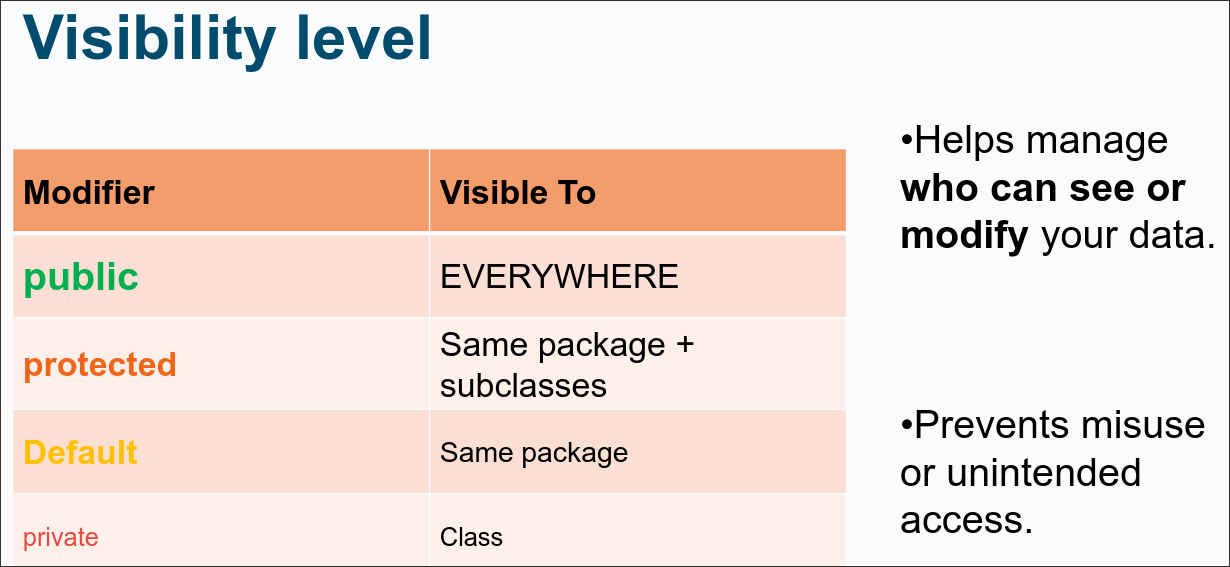 Visibility level
Modifier
Visible To
public
EVERYWHERE
protected
Same package +
subclasses
Default
Same package
private
Class
•Helps manage
who can see or
modify your data.
•Prevents misuse
or unintended
access.